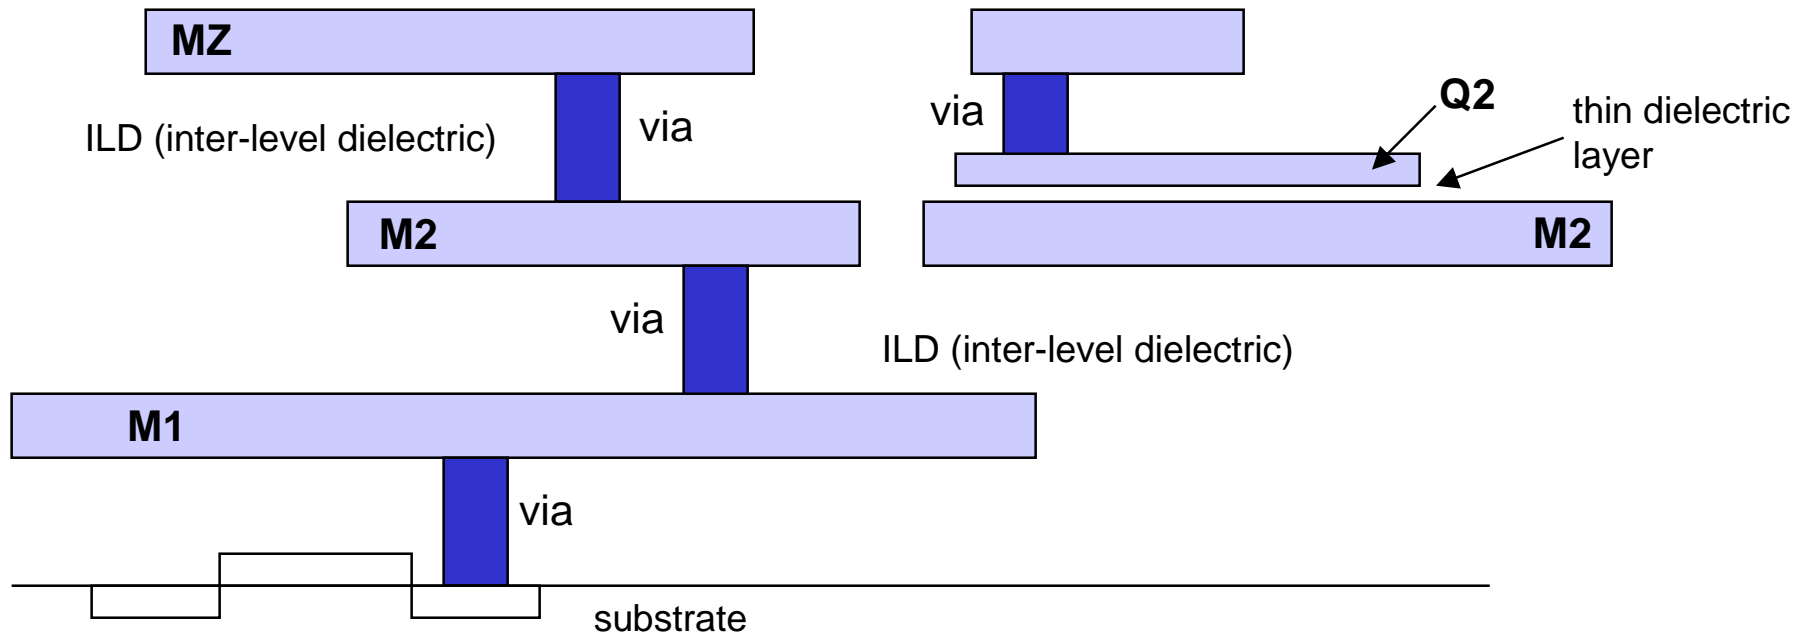 MZ
ILD (inter-level dielectric)
via
via
Q2
thin dielectric
layer
M2
M2
via
ILD (inter-level dielectric)
M1
via
substrate